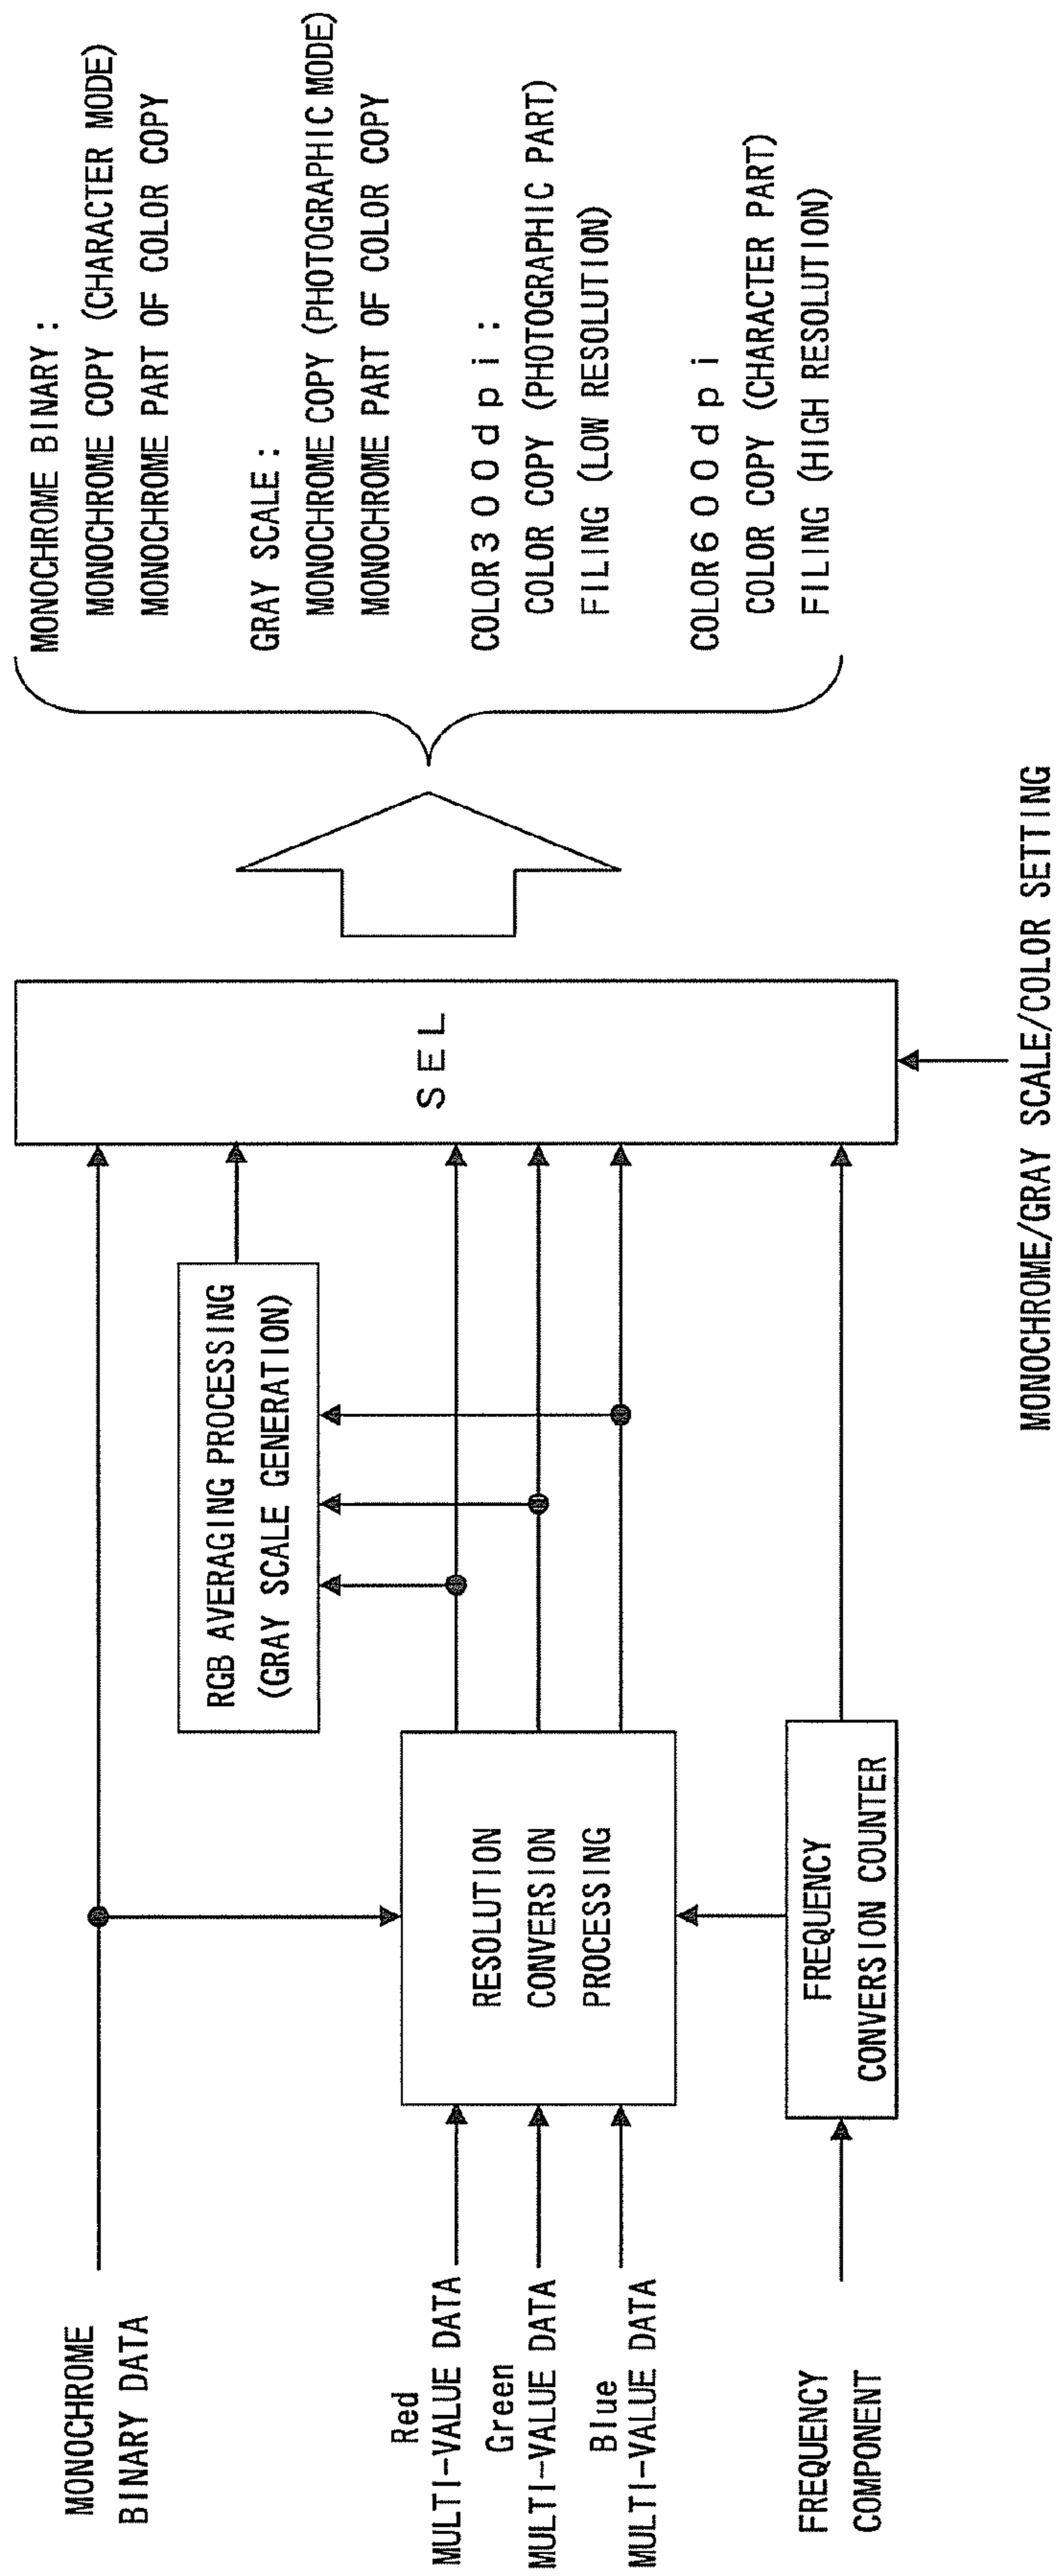 MONOCHROME
BINARY DATA
Red
MULTI-VALUE DATA
Green
MULTI-VALUE DATA
Blue
MULTI-VALUE DATA
FREQUENCY
COMPONENT
RESOLUTION
CONVERSION
PROCESSING
FREQUENCY
CONVERSION COUNTER
RGB AVERAGING PROCESSING
(GRAY SCALE GENERATION)
SEL
MONOCHROME/GRAY SCALE/COLOR SETTING
MONOCHROME BINARY:
MONOCHROME COPY (CHARACTER MODE)
MONOCHROME PART OF COLOR COPY
GRAY SCALE:
MONOCHROME COPY (PHOTOGRAPHIC MODE)
MONOCHROME PART OF COLOR COPY
COLOR300dpi:
COLOR COPY (PHOTOGRAPHIC PART)
FILING (LOW RESOLUTION)
COLOR600dpi
COLOR COPY (CHARACTER PART)
FILING (HIGH RESOLUTION)